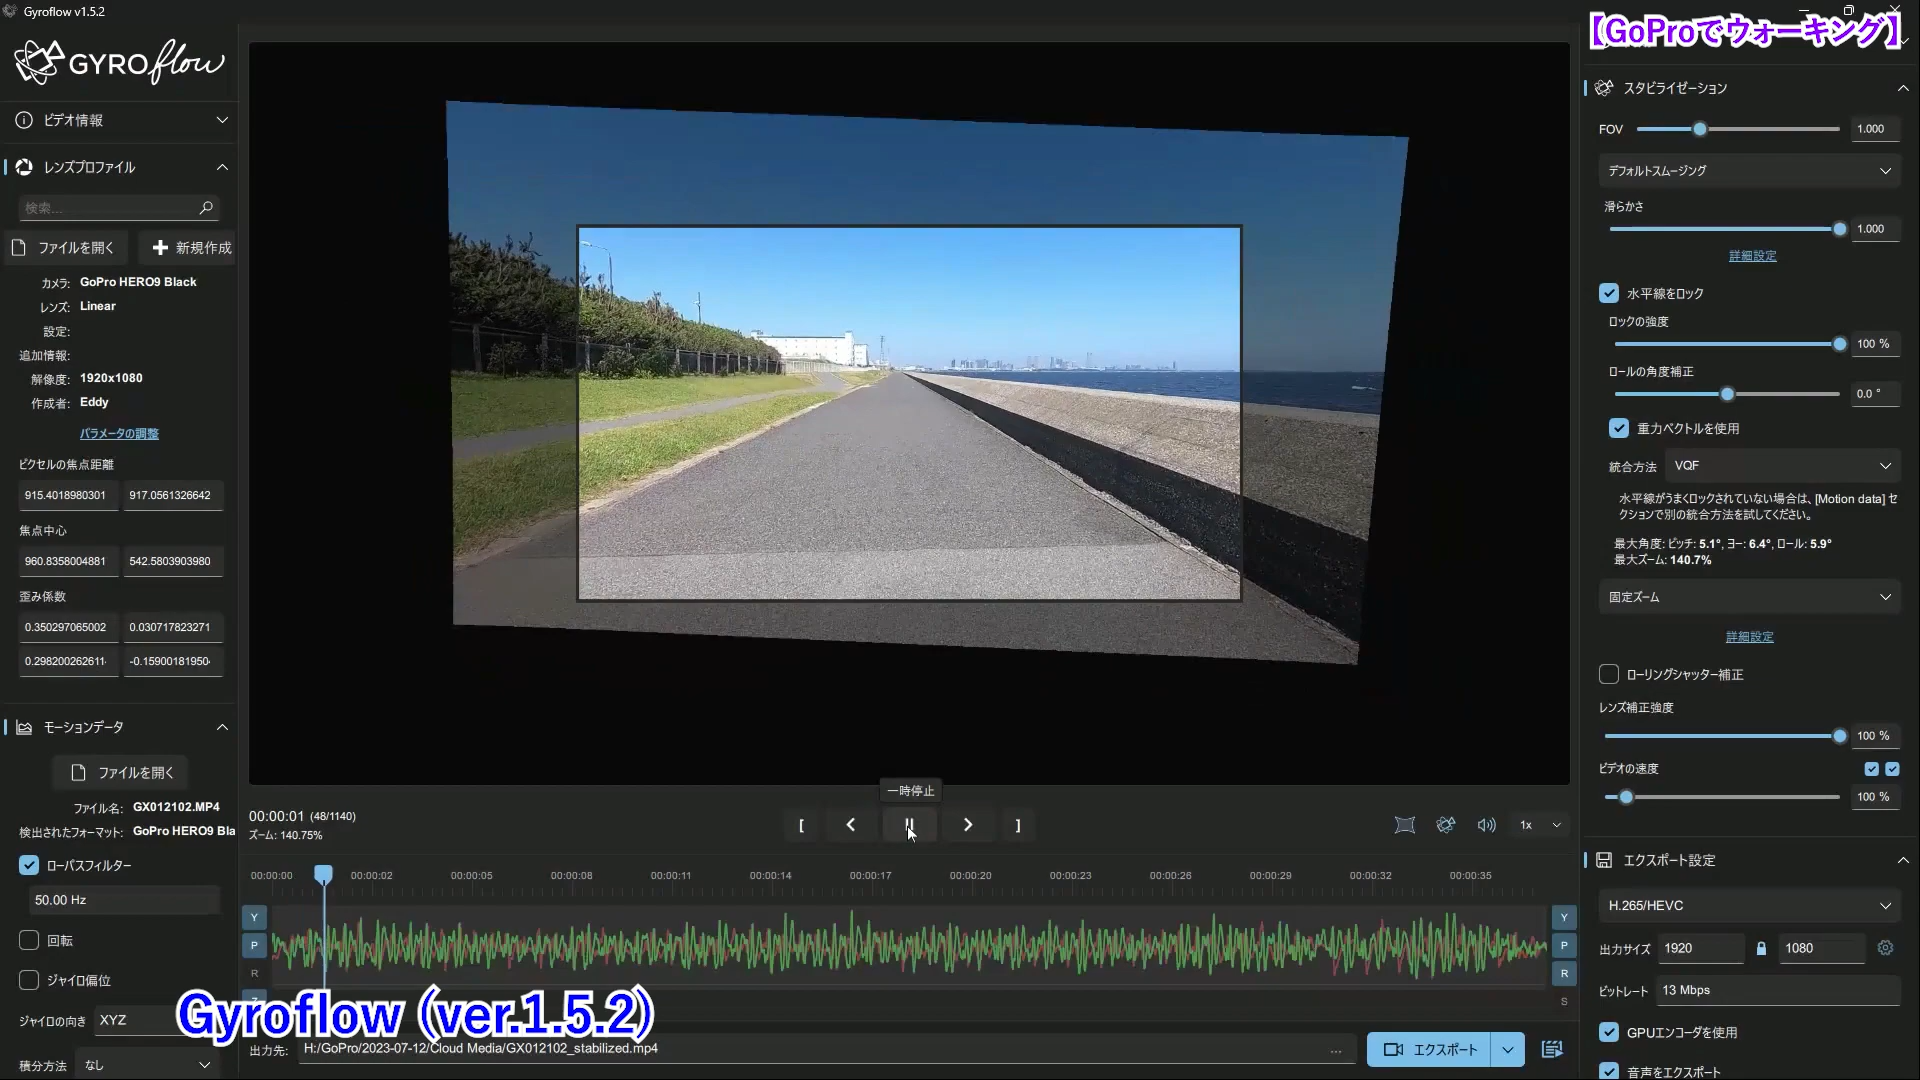 Gyroflow v1.5.2
【GoProでウォーキング】
GYROflow
ビデオ情報
レンズプロファイル
検索...
ファイルを開く
新規作成
カメラ: GoPro HERO9 Black
レンズ: Linear
設定:
追加情報:
解像度: 1920x1080
作成者: Eddy
パラメータの調整
ピクセルの焦点距離
915.4018980301 917.0561326642
焦点中心
960.8358004881 542.5803903980
歪み係数
0.350297065002 0.030717823271
0.298200262611 -0.15900181950
モーションデータ
ファイルを開く
ファイル名: GX012102.MP4
検出されたフォーマット: GoPro HERO9 Bla
ローパスフィルター
50.00 Hz
回転
ジャイロ偏位
ジャイロの向き XYZ
積分方法 なし
一時停止
00:00:01 (48/1140)
ズーム: 140.75%
[ ]
1x
00:00:00 00:00:02 00:00:05 00:00:08 00:00:11 00:00:14 00:00:17 00:00:20 00:00:23 00:00:26 00:00:29 00:00:32 00:00:35
Y
P
R
Y
P
R
S
Gyroflow (ver.1.5.2)
出力先: H:/GoPro/2023-07-12/Cloud Media/GX012102_stabilized.mp4 ...
エクスポート
スタビライゼーション
FOV 1.000
デフォルトスムージング
滑らかさ
1.000
詳細設定
水平線をロック
ロックの強度
100 %
ロールの角度補正
0.0 °
重力ベクトルを使用
統合方法 VQF
水平線がうまくロックされていない場合は、[Motion data] セ
クションで別の統合方法を試してください。
最大角度: ピッチ: 5.1°, ヨー: 6.4°, ロール: 5.9°
最大ズーム: 140.7%
固定ズーム
詳細設定
ローリングシャッター補正
レンズ補正強度
100 %
ビデオの速度
100 %
エクスポート設定
H.265/HEVC
出力サイズ 1920 1080
ビットレート 13 Mbps
GPUエンコーダを使用
音声をエクスポート